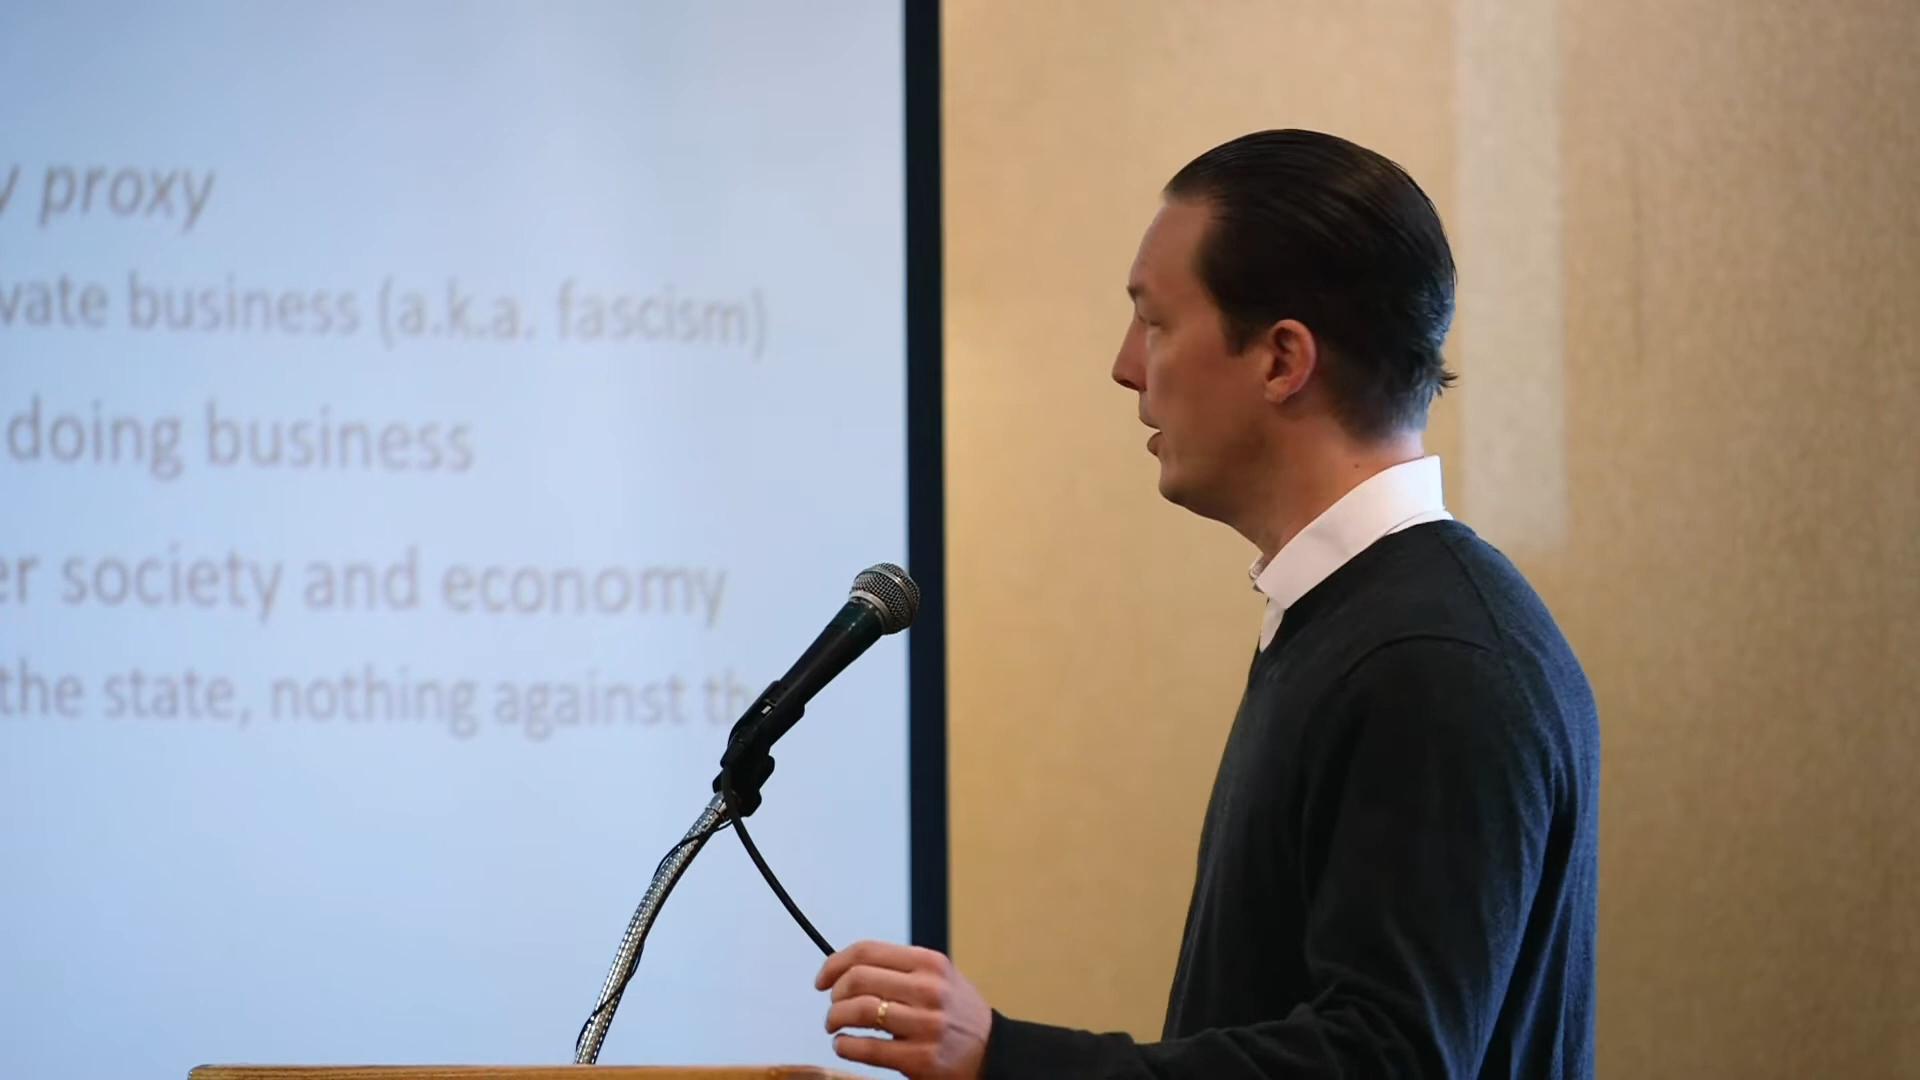 y proxy
vate business (a.k.a. fascism)
doing business
er society and economy
the state, nothing against th